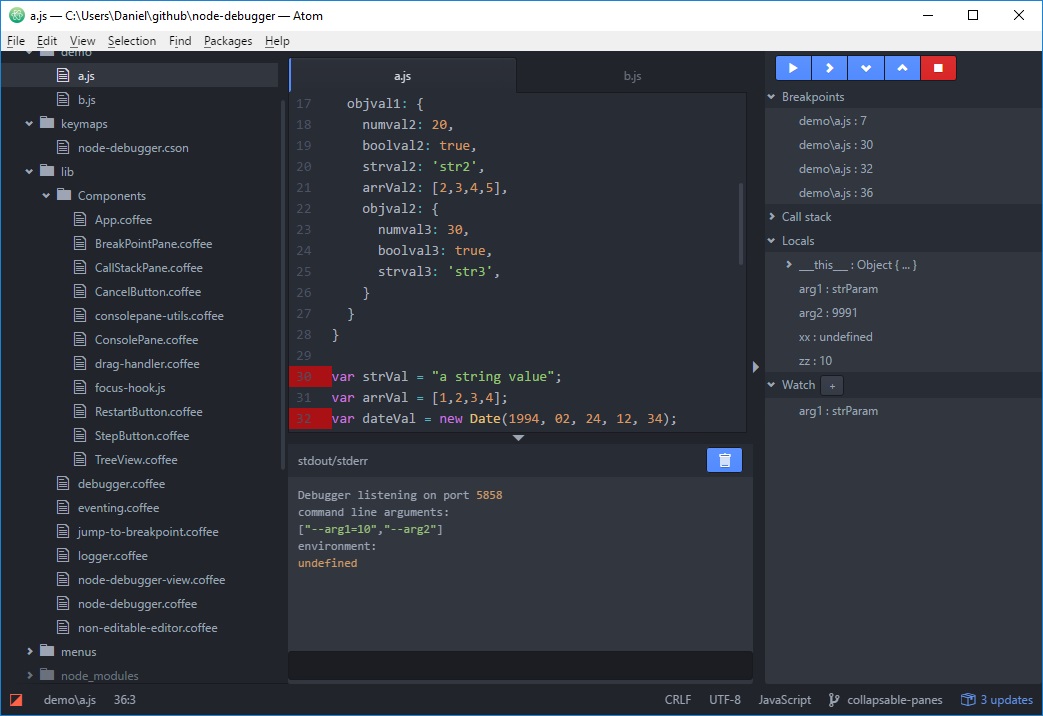 a.js — C:\Users\Daniel\github\node-debugger — Atom
File Edit View Selection Find Packages Help
demo
a.js
b.js
keymaps
node-debugger.cson
lib
Components
App.coffee
BreakPointPane.coffee
CallStackPane.coffee
CancelButton.coffee
consolepane-utils.coffee
ConsolePane.coffee
drag-handler.coffee
focus-hook.js
RestartButton.coffee
StepButton.coffee
TreeView.coffee
debugger.coffee
eventing.coffee
jump-to-breakpoint.coffee
logger.coffee
node-debugger-view.coffee
node-debugger.coffee
non-editable-editor.coffee
menus
node_modules
a.js b.js
17 objval1: {
18 numval2: 20,
19 boolval2: true,
20 strval2: 'str2',
21 arrVal2: [2,3,4,5],
22 objval2: {
23 numval3: 30,
24 boolval3: true,
25 strval3: 'str3',
26 }
27 }
28 }
29
30 var strVal = "a string value";
31 var arrVal = [1,2,3,4];
32 var dateVal = new Date(1994, 02, 24, 12, 34);
stdout/stderr
Debugger listening on port 5858
command line arguments:
["--arg1=10","--arg2"]
environment:
undefined
Breakpoints
demo\a.js : 7
demo\a.js : 30
demo\a.js : 32
demo\a.js : 36
Call stack
Locals
__this__ : Object { ... }
arg1 : strParam
arg2 : 9991
xx : undefined
zz : 10
Watch +
arg1 : strParam
demo\a.js 36:3 CRLF UTF-8 JavaScript collapsable-panes 3 updates